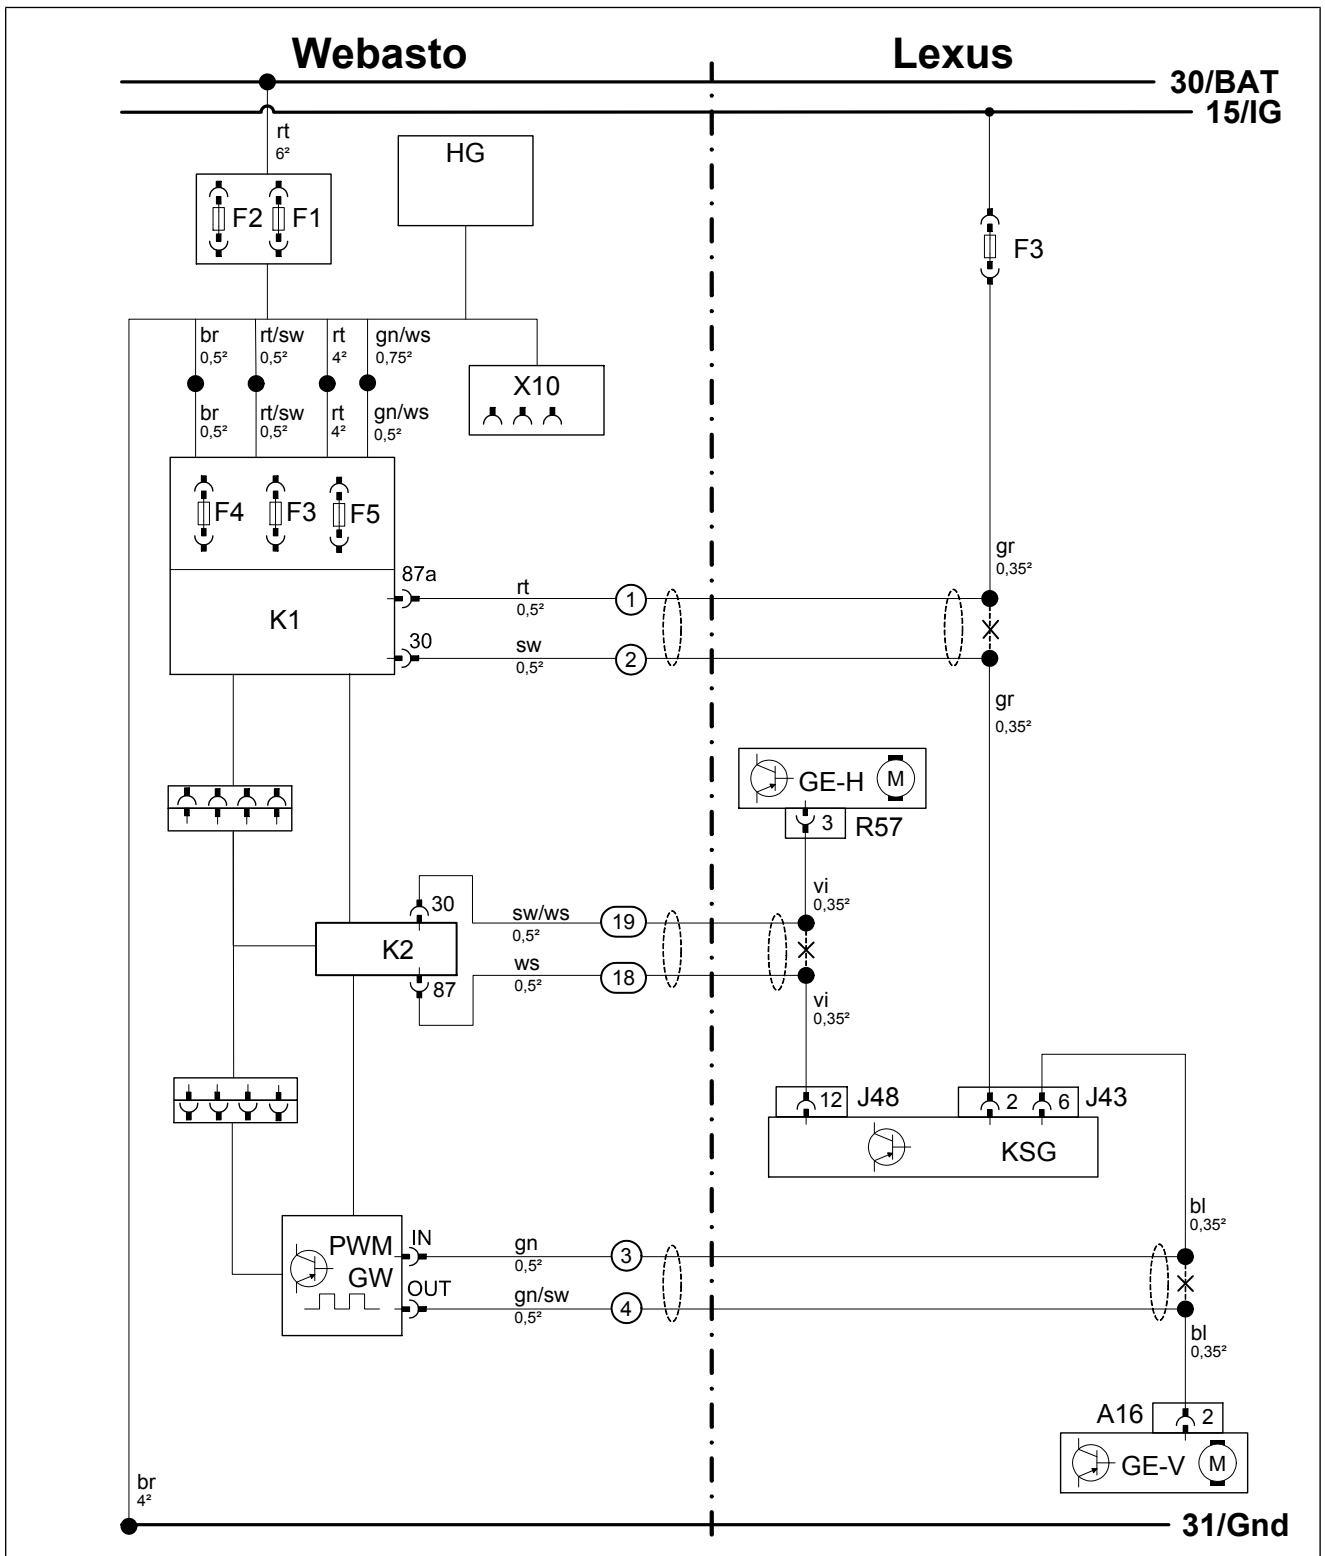 Webasto
Lexus
30/BAT
15/IG
rt
6²
HG
F2
F1
F3
br
0,5²
rt/sw
0,5²
rt
4²
gn/ws
0,75²
X10
br
0,5²
rt/sw
0,5²
rt
4²
gn/ws
0,5²
F4
F3
F5
gr
0,35²
87a
rt
0,5²
1
K1
30
sw
0,5²
2
gr
0,35²
GE-H
M
3
R57
vi
0,35²
30
sw/ws
0,5²
19
K2
ws
0,5²
18
87
vi
0,35²
12
J48
2
6
J43
KSG
bl
0,35²
PWM
GW
IN
gn
0,5²
3
OUT
gn/sw
0,5²
4
bl
0,35²
A16
2
GE-V
M
br
4²
31/Gnd